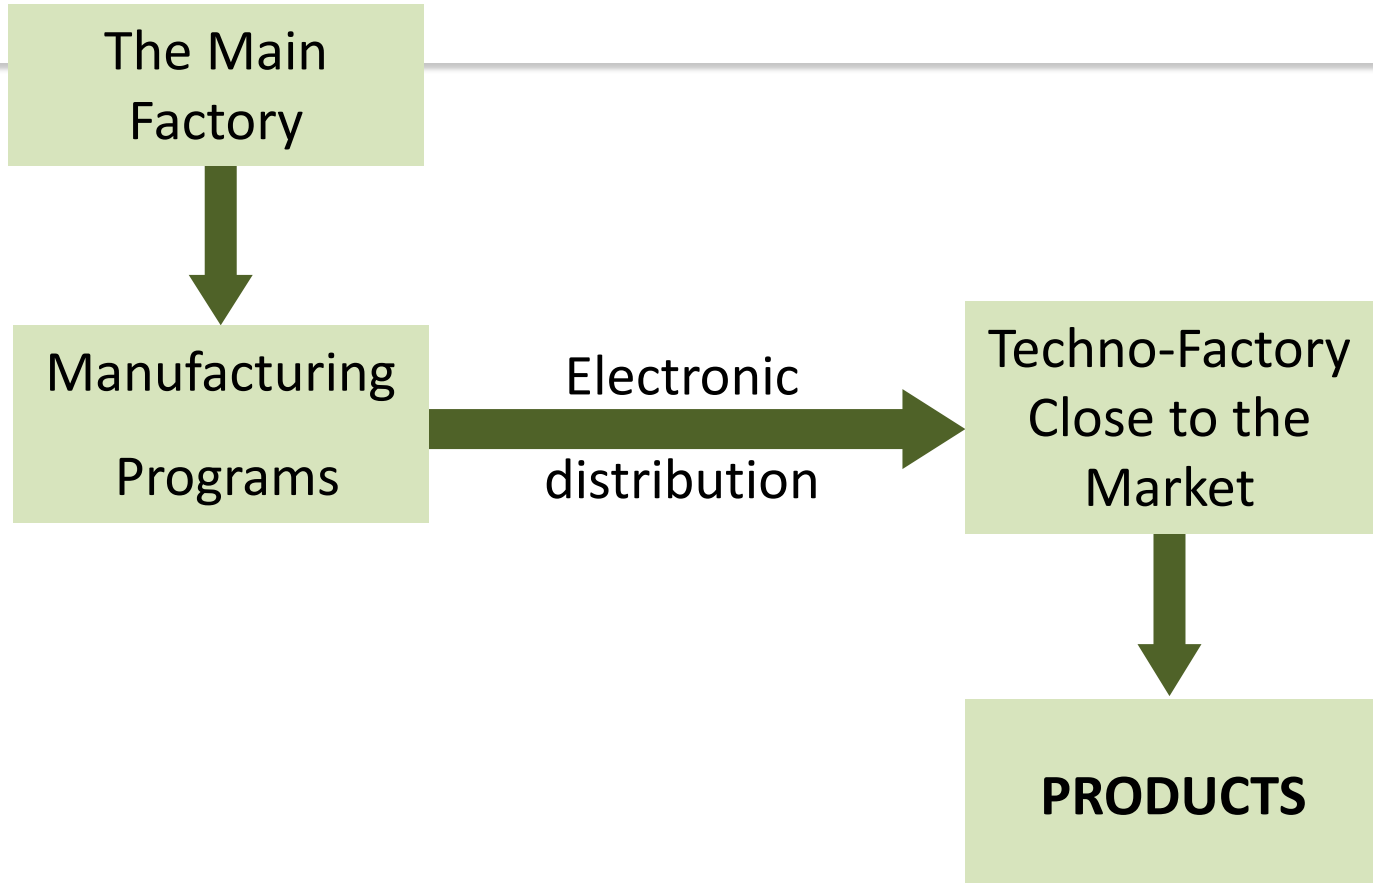 The Main
Factory
Manufacturing
Programs
Electronic
distribution
Techno-Factory
Close to the
Market
PRODUCTS